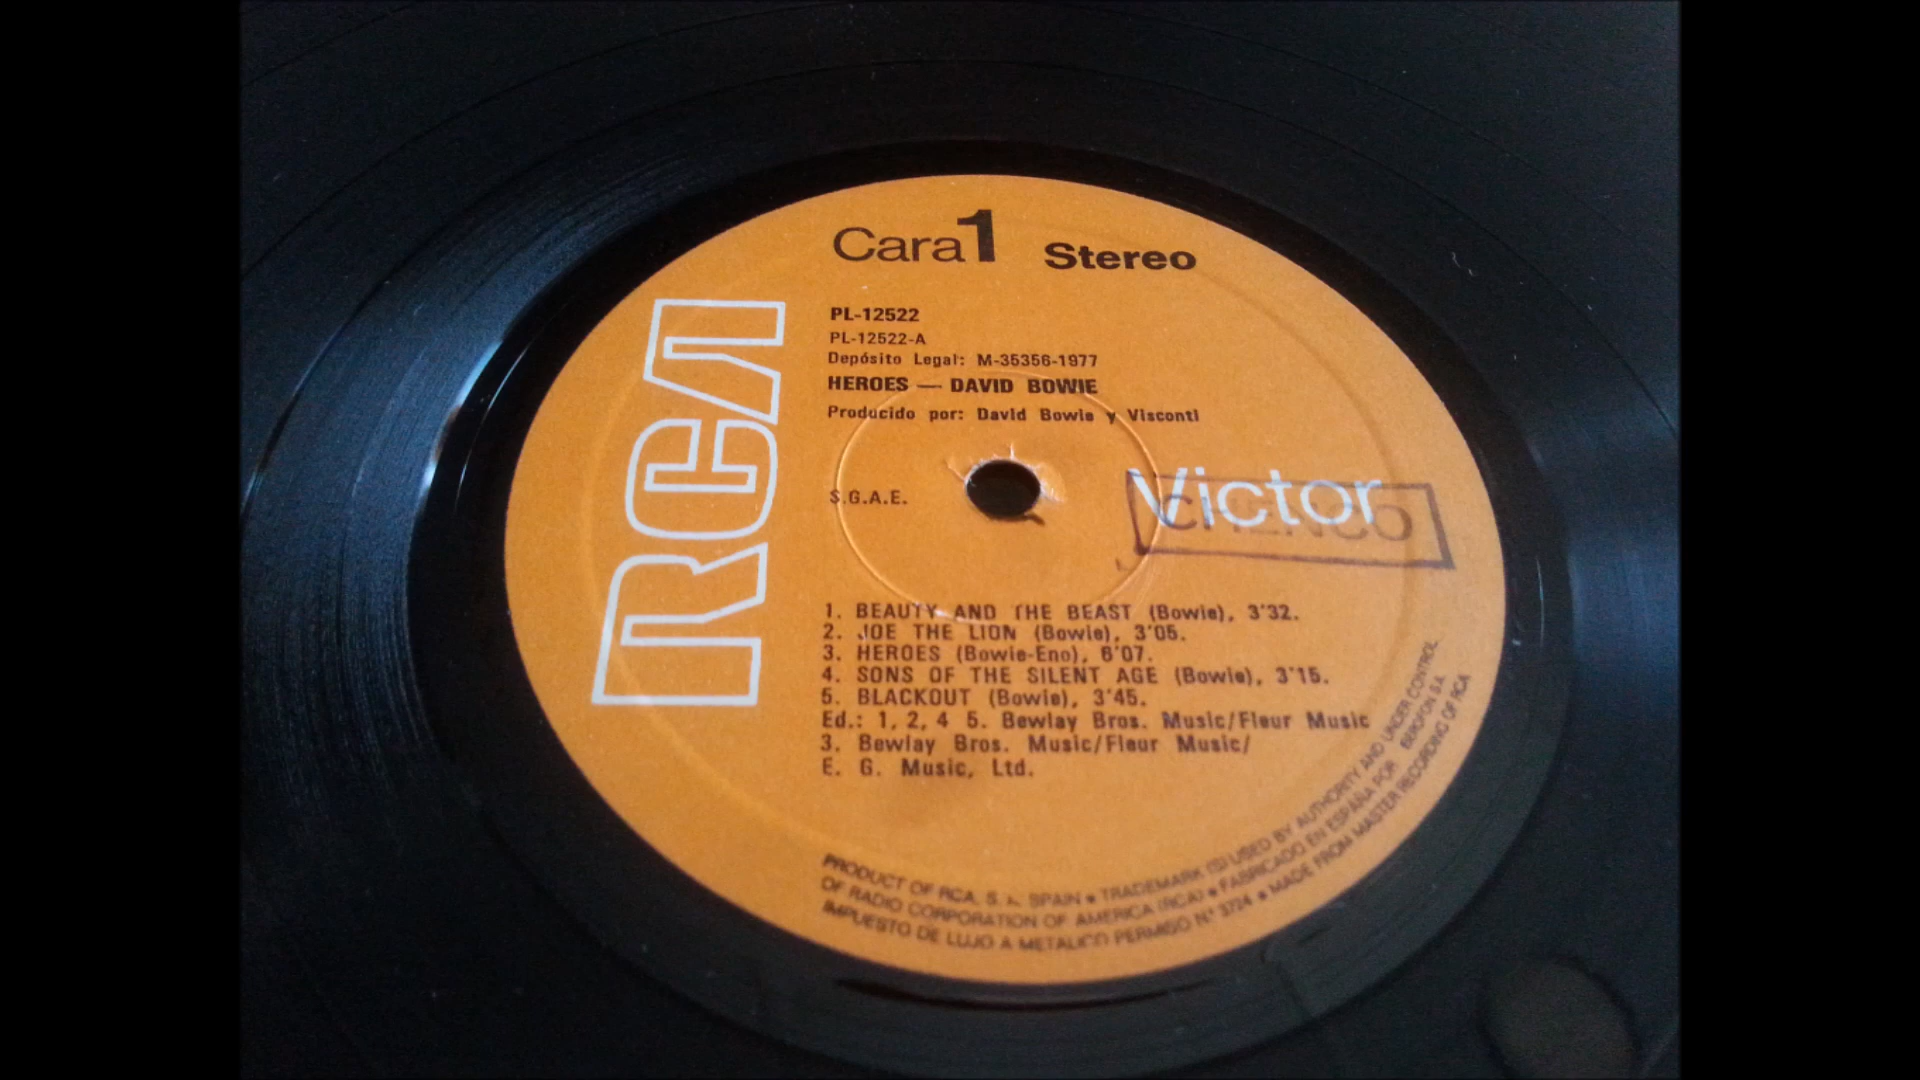 Cara 1 Stereo
RCA
PL-12522
PL-12522-A
Depósito Legal: M-35356-1977
HEROES — DAVID BOWIE
Producido por: David Bowie y Visconti
S.G.A.E.
Victor
CHENCO
1. BEAUTY AND THE BEAST (Bowie), 3'32.
2. JOE THE LION (Bowie), 3'05.
3. HEROES (Bowie-Eno), 6'07.
4. SONS OF THE SILENT AGE (Bowie), 3'15.
5. BLACKOUT (Bowie), 3'45.
Ed.: 1, 2, 4 5. Bewlay Bros. Music/Fleur Music
3. Bewlay Bros. Music/Fleur Music/
E. G. Music, Ltd.
PRODUCT OF RCA, S. A. SPAIN • TRADEMARK (S) USED BY AUTHORITY AND UNDER CONTROL
OF RADIO CORPORATION OF AMERICA (RCA) • FABRICADO EN ESPAÑA POR IBEROFON S.A.
IMPUESTO DE LUJO A METALICO PERMISO N.º 3724 • MADE FROM MASTER RECORDING OF RCA